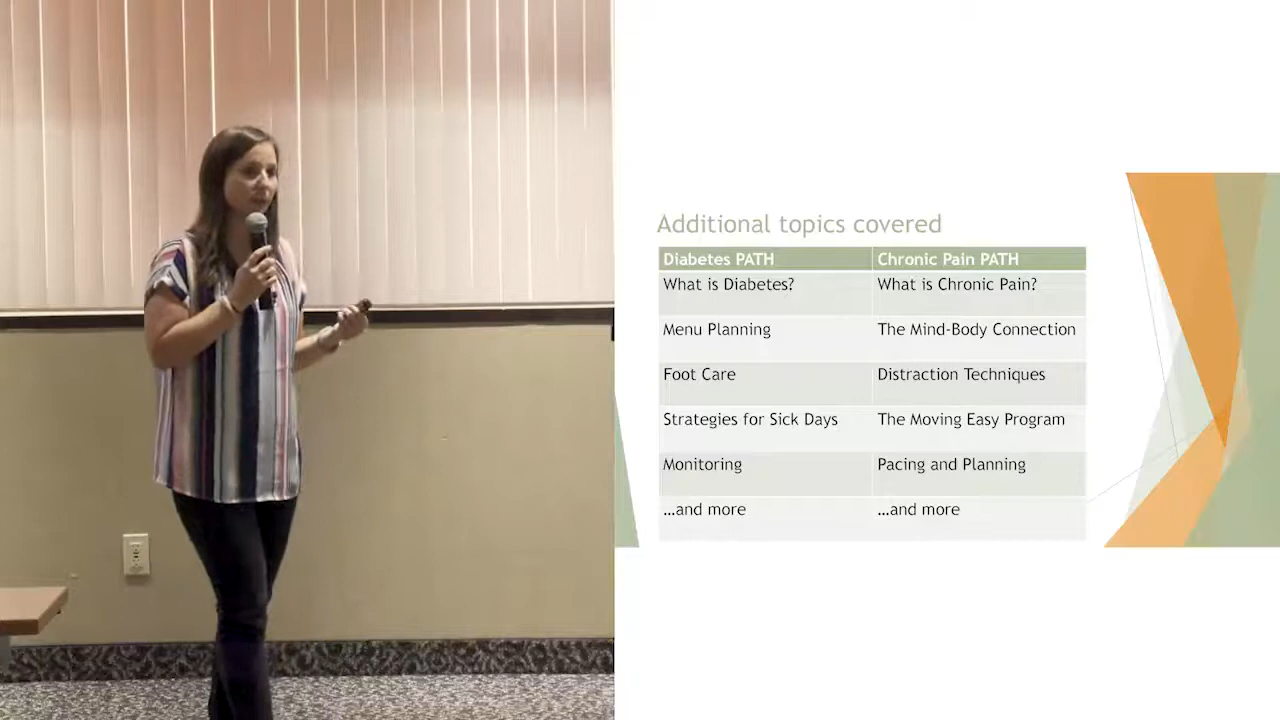 Additional topics covered
Diabetes PATH Chronic Pain PATH
What is Diabetes? What is Chronic Pain?
Menu Planning The Mind-Body Connection
Foot Care Distraction Techniques
Strategies for Sick Days The Moving Easy Program
Monitoring Pacing and Planning
…and more …and more